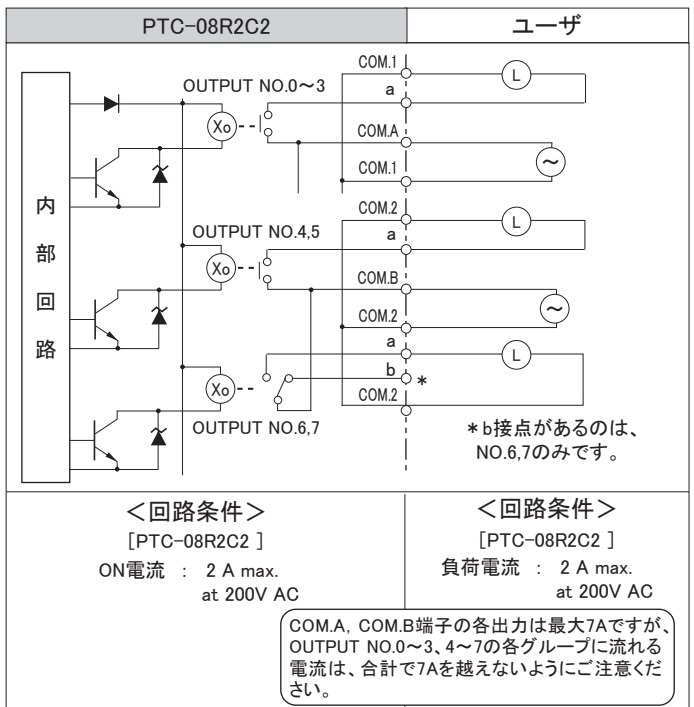 PTC-08R2C2
ユーザ
内部回路
OUTPUT NO.0～3
Xo
COM.1
a
L
COM.A
COM.1
～
OUTPUT NO.4,5
Xo
COM.2
a
L
COM.B
COM.2
～
Xo
OUTPUT NO.6,7
a
L
b
*
COM.2
*b接点があるのは、
NO.6,7のみです。
＜回路条件＞
[PTC-08R2C2 ]
ON電流 : 2 A max.
at 200V AC
＜回路条件＞
[PTC-08R2C2 ]
負荷電流 : 2 A max.
at 200V AC
COM.A, COM.B端子の各出力は最大7Aですが、
OUTPUT NO.0～3、4～7の各グループに流れる
電流は、合計で7Aを越えないようにご注意くだ
さい。